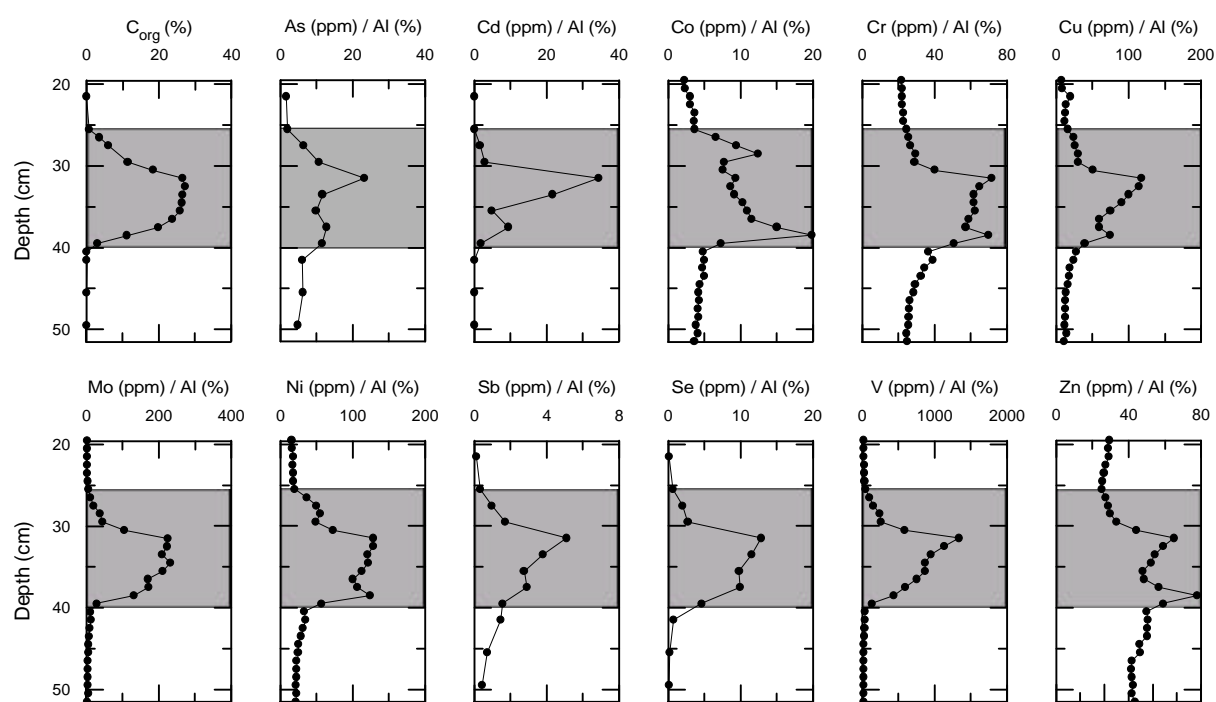 C_org (%) As (ppm) / Al (%) Cd (ppm) / Al (%) Co (ppm) / Al (%) Cr (ppm) / Al (%) Cu (ppm) / Al (%)
0 20 40 0 20 40 0 20 40 0 10 20 0 40 80 0 100 200
20
30
Depth (cm)
40
50
Mo (ppm) / Al (%) Ni (ppm) / Al (%) Sb (ppm) / Al (%) Se (ppm) / Al (%) V (ppm) / Al (%) Zn (ppm) / Al (%)
0 200 400 0 100 200 0 4 8 0 10 20 0 1000 2000 0 40 80
20
30
Depth (cm)
40
50